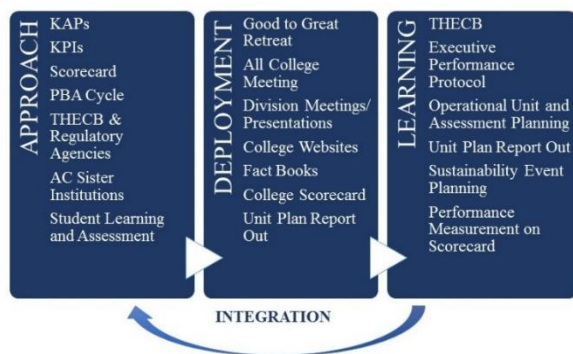 APPROACH
KAPs
KPIs
Scorecard
PBA Cycle
THECB &
Regulatory
Agencies
AC Sister
Institutions
Student Learning
and Assessment
DEPLOYMENT
Good to Great
Retreat
All College
Meeting
Division Meetings/
Presentations
College Websites
Fact Books
College Scorecard
Unit Plan Report
Out
LEARNING
THECB
Executive
Performance
Protocol
Operational Unit and
Assessment Planning
Unit Plan Report Out
Sustainability Event
Planning
Performance
Measurement on
Scorecard
INTEGRATION